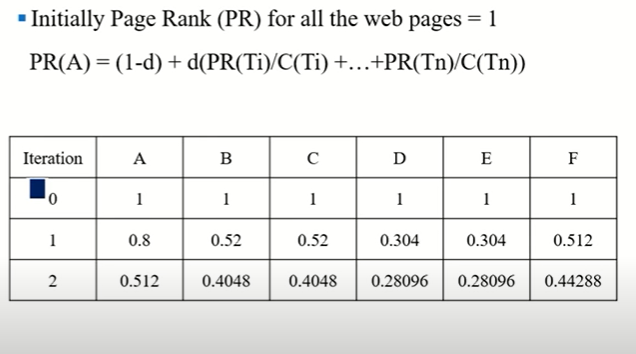 Initially Page Rank (PR) for all the web pages = 1
PR(A) = (1-d) + d(PR(Ti)/C(Ti) +…+PR(Tn)/C(Tn))
Iteration A B C D E F
0 1 1 1 1 1 1
1 0.8 0.52 0.52 0.304 0.304 0.512
2 0.512 0.4048 0.4048 0.28096 0.28096 0.44288